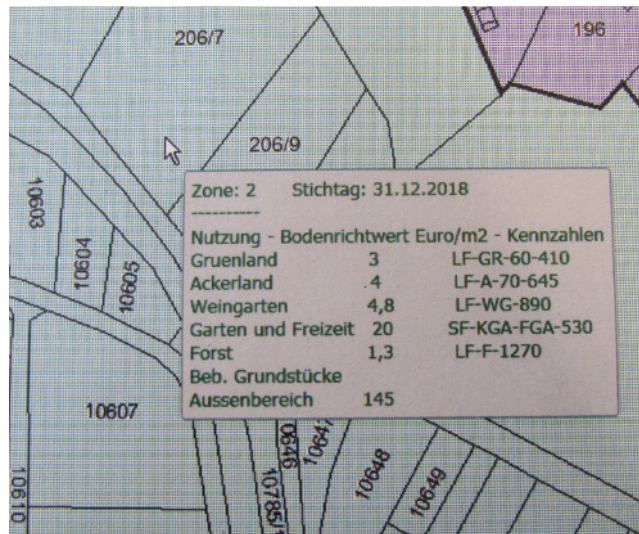 206/7
196
206/9
10603
10604
10605
Zone: 2 Stichtag: 31.12.2018
----------
Nutzung - Bodenrichtwert Euro/m2 - Kennzahlen
Gruenland 3 LF-GR-60-410
Ackerland 4 LF-A-70-645
Weingarten 4,8 LF-WG-890
Garten und Freizeit 20 SF-KGA-FGA-530
Forst 1,3 LF-F-1270
Beb. Grundstücke
Aussenbereich 145
10607
10647
10648
10649
10610